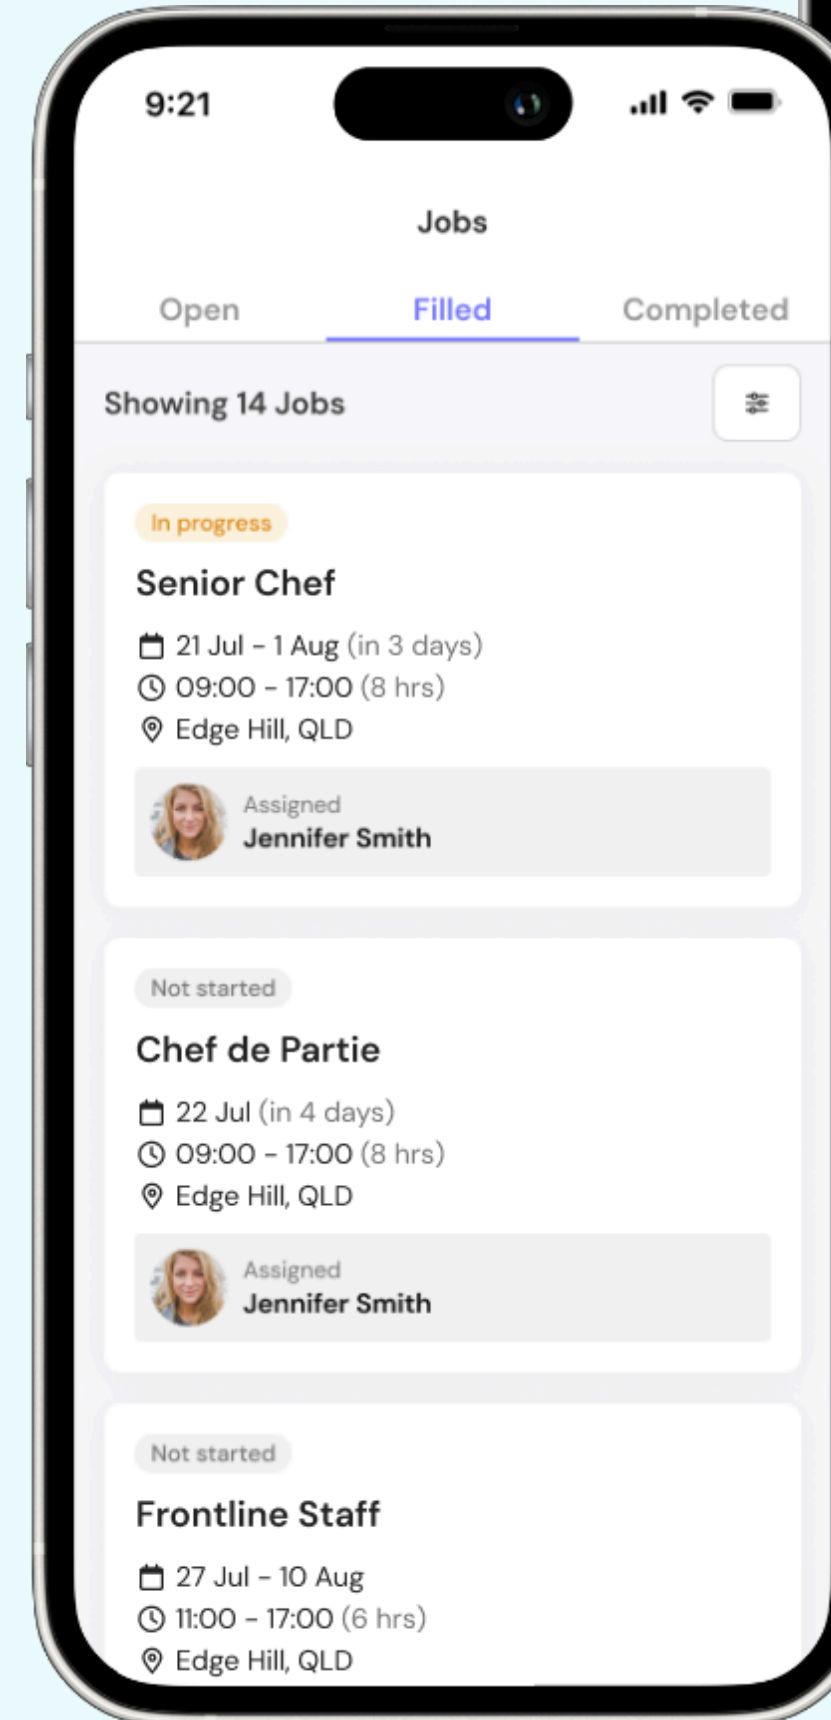 9:21
Jobs
Open Filled Completed
Showing 14 Jobs
In progress
Senior Chef
21 Jul – 1 Aug (in 3 days)
09:00 – 17:00 (8 hrs)
Edge Hill, QLD
Assigned
Jennifer Smith
Not started
Chef de Partie
22 Jul (in 4 days)
09:00 – 17:00 (8 hrs)
Edge Hill, QLD
Assigned
Jennifer Smith
Not started
Frontline Staff
27 Jul – 10 Aug
11:00 – 17:00 (6 hrs)
Edge Hill, QLD